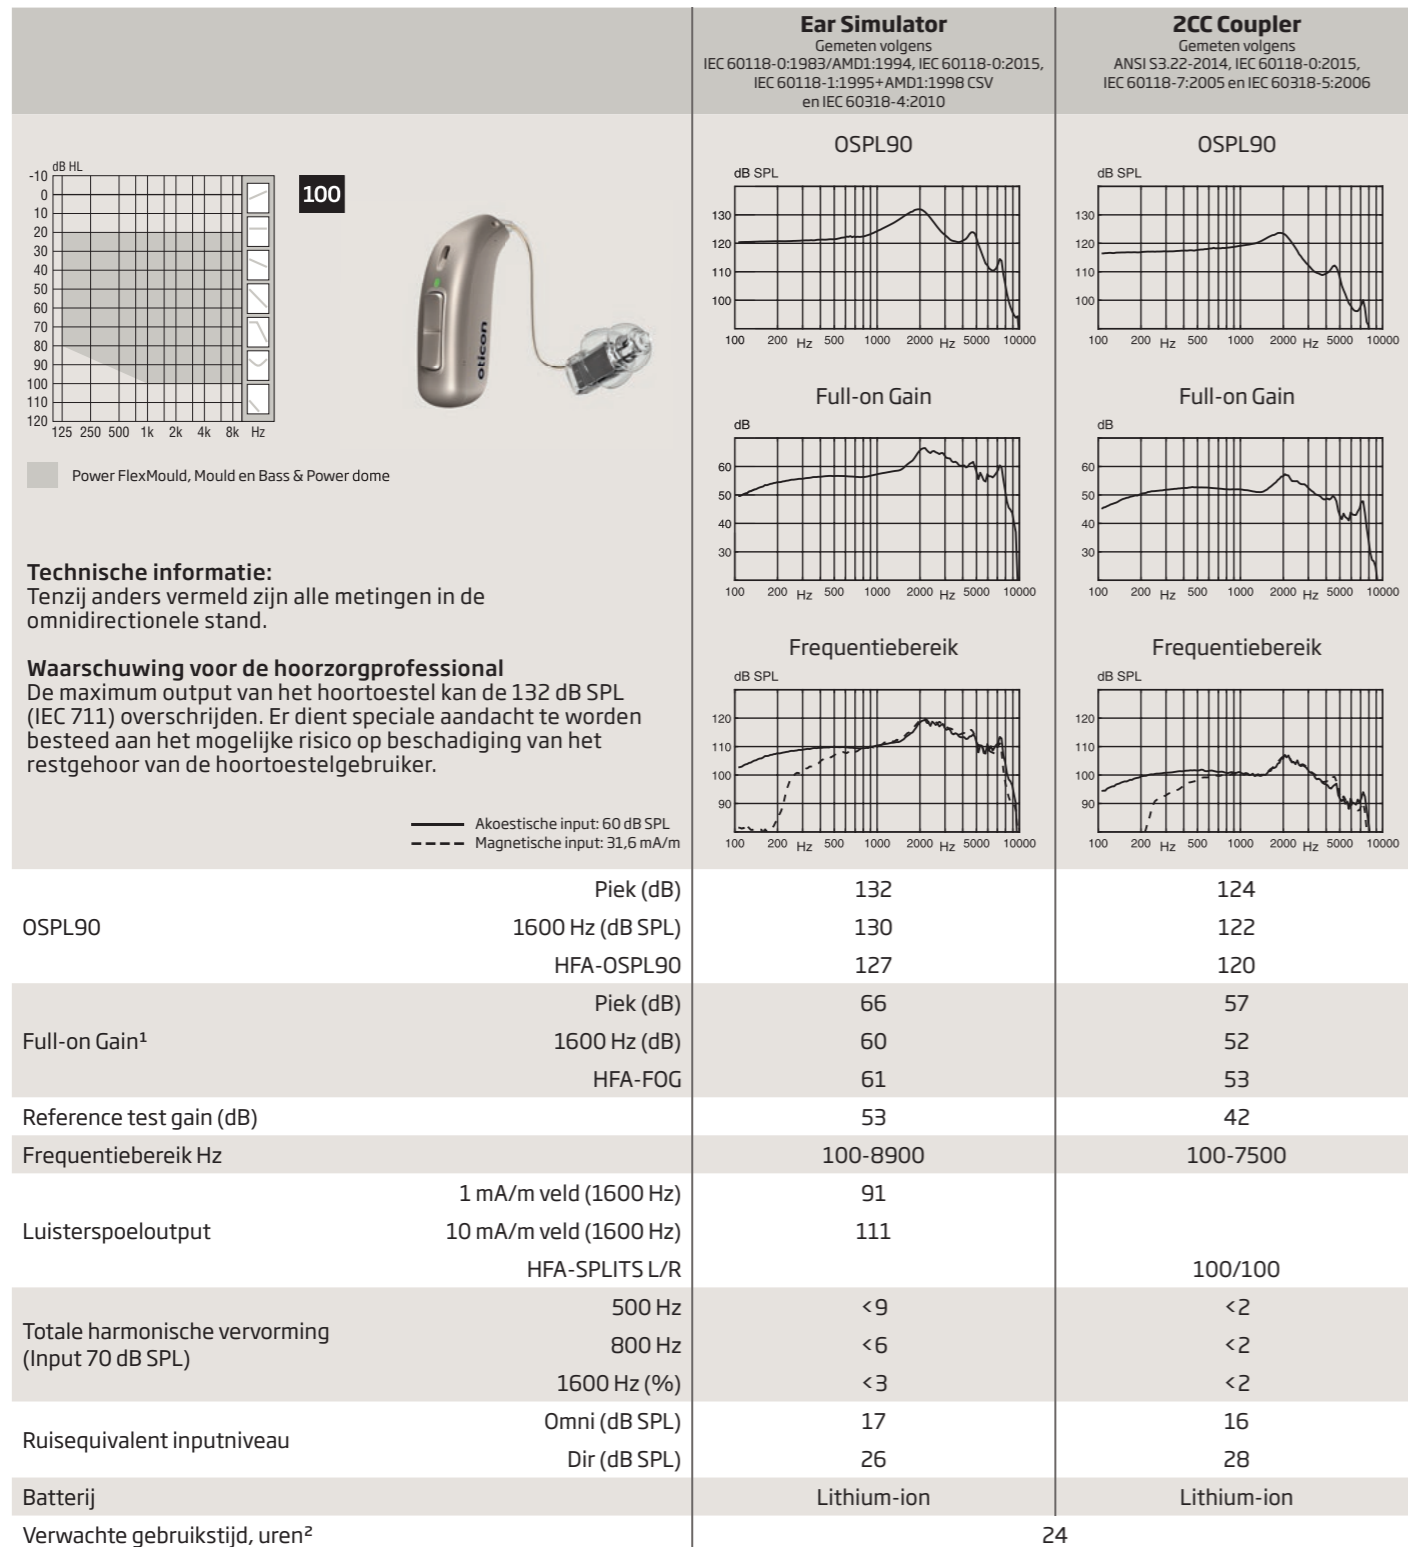 Ear Simulator
Gemeten volgens
IEC 60118-0:1983/AMD1:1994, IEC 60118-0:2015,
IEC 60118-1:1995+AMD1:1998 CSV
en IEC 60318-4:2010
2CC Coupler
Gemeten volgens
ANSI S3.22-2014, IEC 60118-0:2015,
IEC 60118-7:2005 en IEC 60318-5:2006
dB HL
-10
0
10
20
30
40
50
60
70
80
90
100
110
120
125 250 500 1k 2k 4k 8k Hz
100
oticon
Power FlexMould, Mould en Bass & Power dome
Technische informatie:
Tenzij anders vermeld zijn alle metingen in de
omnidirectionele stand.
Waarschuwing voor de hoorzorgprofessional
De maximum output van het hoortoestel kan de 132 dB SPL
(IEC 711) overschrijden. Er dient speciale aandacht te worden
besteed aan het mogelijke risico op beschadiging van het
restgehoor van de hoortoestelgebruiker.
Akoestische input: 60 dB SPL
Magnetische input: 31,6 mA/m
OSPL90
dB SPL
130
120
110
100
100 200 Hz 500 1000 2000 Hz 5000 10000
Full-on Gain
dB
60
50
40
30
100 200 Hz 500 1000 2000 Hz 5000 10000
Frequentiebereik
dB SPL
120
110
100
90
100 200 Hz 500 1000 2000 Hz 5000 10000
OSPL90
dB SPL
130
120
110
100
100 200 Hz 500 1000 2000 Hz 5000 10000
Full-on Gain
dB
60
50
40
30
100 200 Hz 500 1000 2000 Hz 5000 10000
Frequentiebereik
dB SPL
120
110
100
90
100 200 Hz 500 1000 2000 Hz 5000 10000
OSPL90
Piek (dB) 132 124
1600 Hz (dB SPL) 130 122
HFA-OSPL90 127 120
Full-on Gain¹
Piek (dB) 66 57
1600 Hz (dB) 60 52
HFA-FOG 61 53
Reference test gain (dB) 53 42
Frequentiebereik Hz 100-8900 100-7500
Luisterspoeloutput
1 mA/m veld (1600 Hz) 91
10 mA/m veld (1600 Hz) 111
HFA-SPLITS L/R 100/100
Totale harmonische vervorming
(Input 70 dB SPL)
500 Hz <9 <2
800 Hz <6 <2
1600 Hz (%) <3 <2
Ruisequivalent inputniveau
Omni (dB SPL) 17 16
Dir (dB SPL) 26 28
Batterij Lithium-ion Lithium-ion
Verwachte gebruikstijd, uren² 24